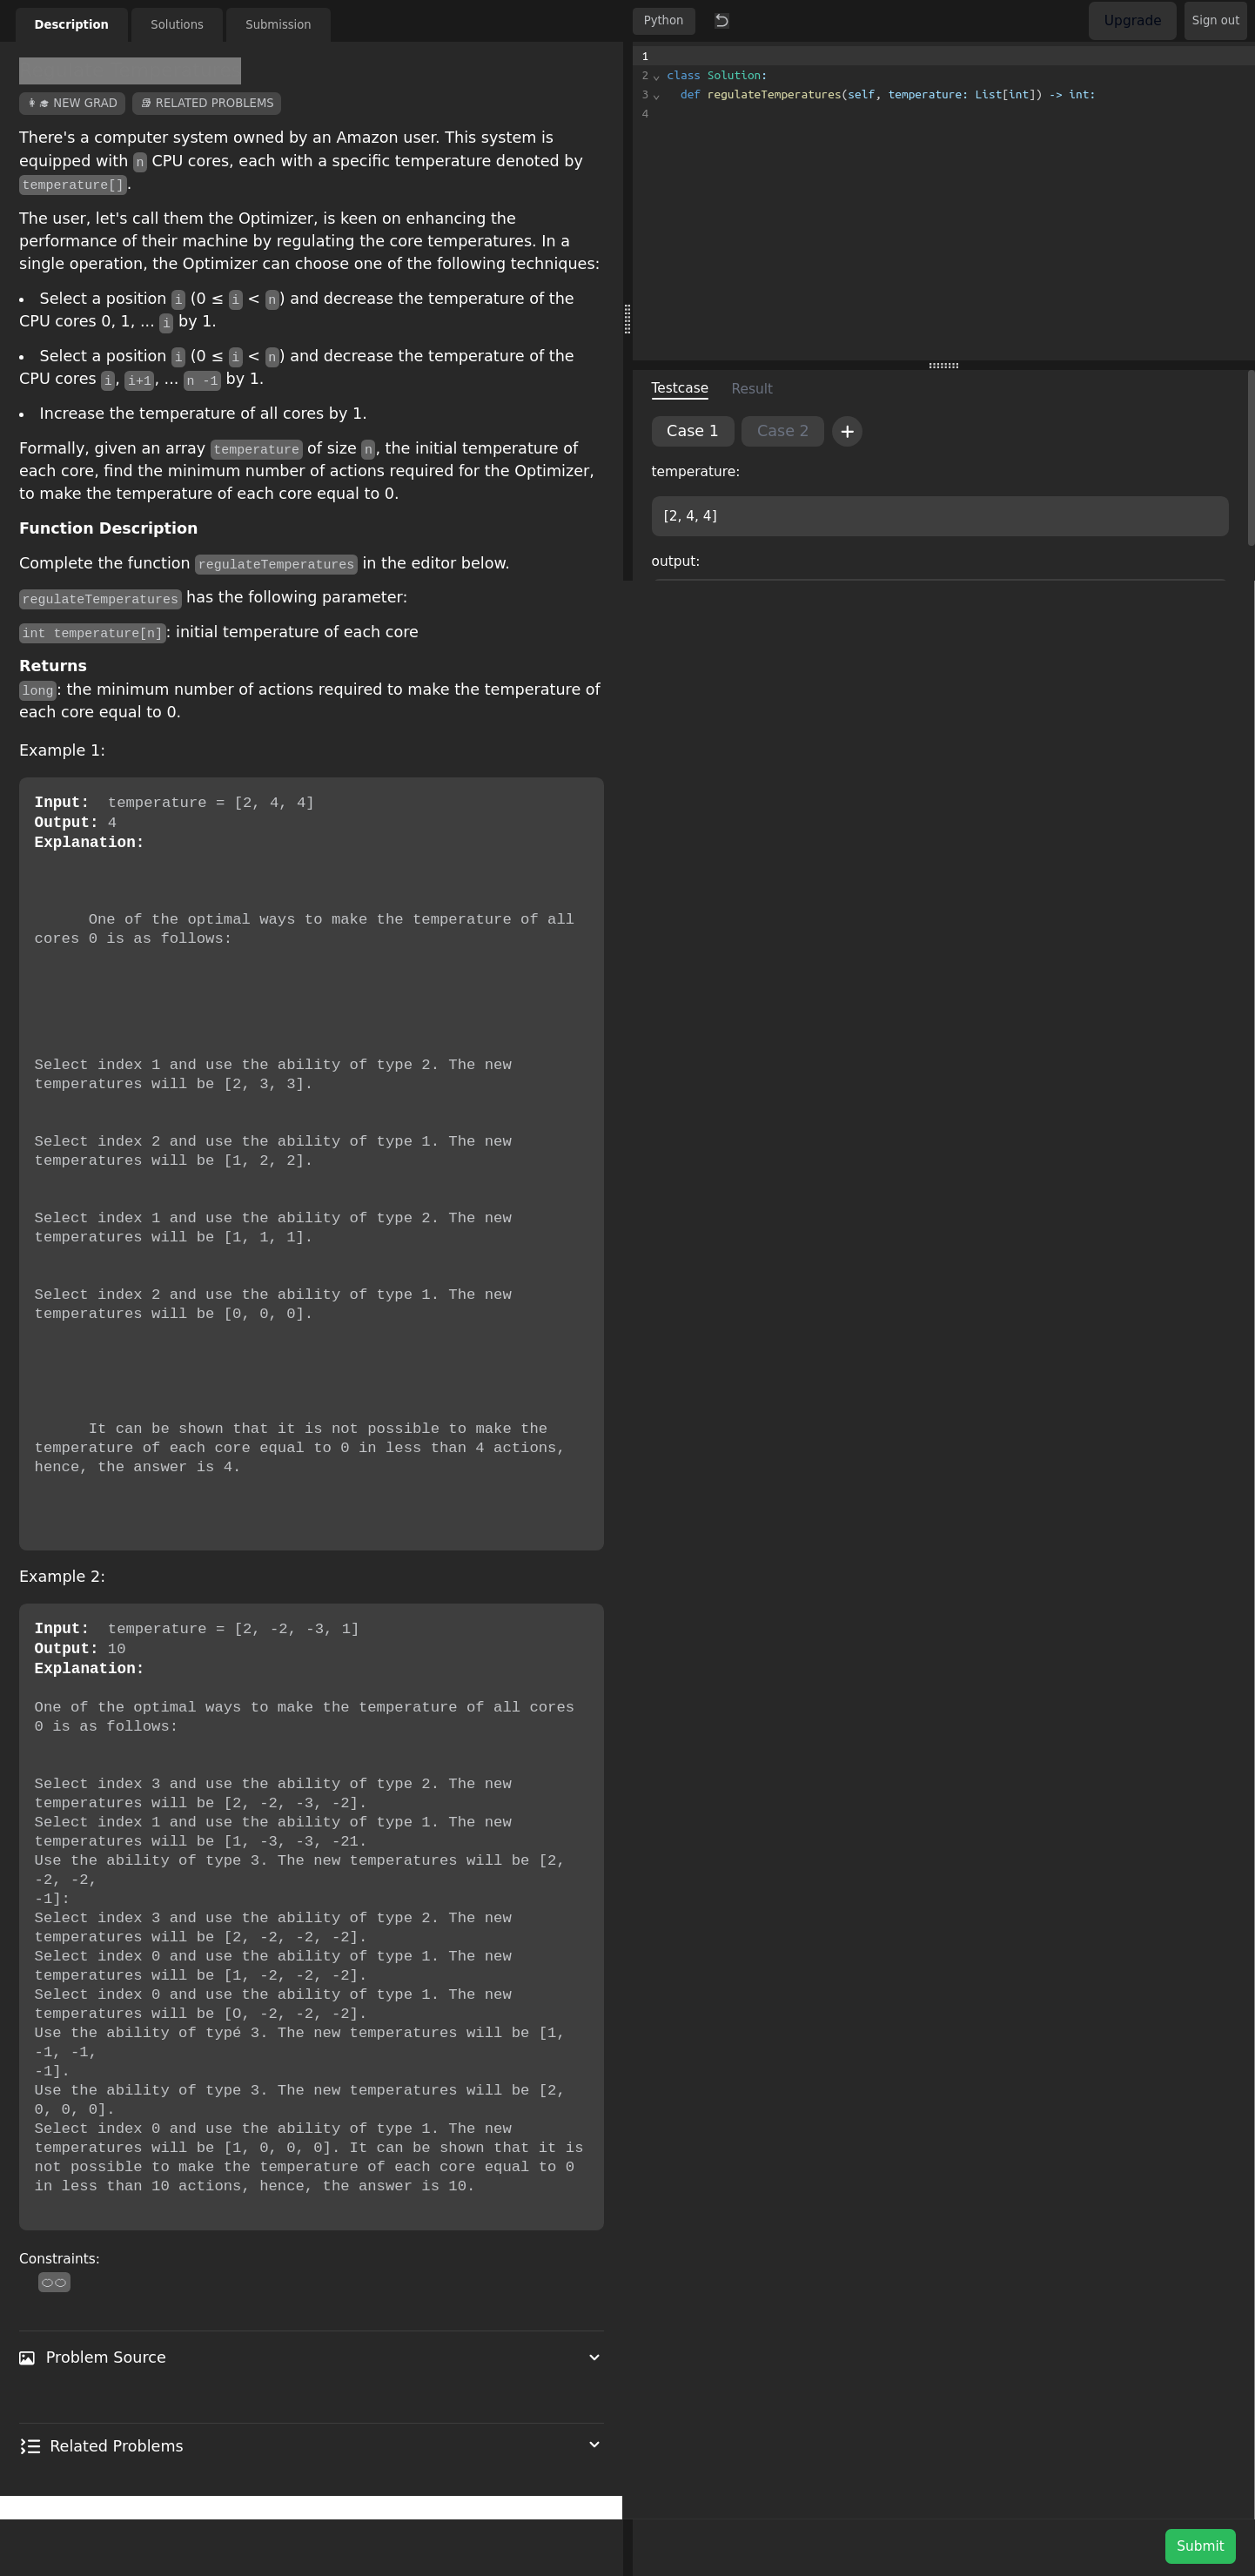 Description Solutions Submission
Python Upgrade Sign out
NEW GRAD RELATED PROBLEMS
There's a computer system owned by an Amazon user. This system is
equipped with n CPU cores, each with a specific temperature denoted by
temperature[].
The user, let's call them the Optimizer, is keen on enhancing the
performance of their machine by regulating the core temperatures. In a
single operation, the Optimizer can choose one of the following techniques:
• Select a position i (0 ≤ i < n) and decrease the temperature of the
CPU cores 0, 1, ... i by 1.
• Select a position i (0 ≤ i < n) and decrease the temperature of the
CPU cores i, i+1, ... n -1 by 1.
• Increase the temperature of all cores by 1.
Formally, given an array temperature of size n, the initial temperature of
each core, find the minimum number of actions required for the Optimizer,
to make the temperature of each core equal to 0.
Function Description
Complete the function regulateTemperatures in the editor below.
regulateTemperatures has the following parameter:
int temperature[n]: initial temperature of each core
Returns
long: the minimum number of actions required to make the temperature of
each core equal to 0.
Example 1:
Input: temperature = [2, 4, 4]
Output: 4
Explanation:
One of the optimal ways to make the temperature of all
cores 0 is as follows:
Select index 1 and use the ability of type 2. The new
temperatures will be [2, 3, 3].
Select index 2 and use the ability of type 1. The new
temperatures will be [1, 2, 2].
Select index 1 and use the ability of type 2. The new
temperatures will be [1, 1, 1].
Select index 2 and use the ability of type 1. The new
temperatures will be [0, 0, 0].
It can be shown that it is not possible to make the
temperature of each core equal to 0 in less than 4 actions,
hence, the answer is 4.
Example 2:
Input: temperature = [2, -2, -3, 1]
Output: 10
Explanation:
One of the optimal ways to make the temperature of all cores
0 is as follows:
Select index 3 and use the ability of type 2. The new
temperatures will be [2, -2, -3, -2].
Select index 1 and use the ability of type 1. The new
temperatures will be [1, -3, -3, -21.
Use the ability of type 3. The new temperatures will be [2,
-2, -2,
-1]:
Select index 3 and use the ability of type 2. The new
temperatures will be [2, -2, -2, -2].
Select index 0 and use the ability of type 1. The new
temperatures will be [1, -2, -2, -2].
Select index 0 and use the ability of type 1. The new
temperatures will be [O, -2, -2, -2].
Use the ability of typé 3. The new temperatures will be [1,
-1, -1,
-1].
Use the ability of type 3. The new temperatures will be [2,
0, 0, 0].
Select index 0 and use the ability of type 1. The new
temperatures will be [1, 0, 0, 0]. It can be shown that it is
not possible to make the temperature of each core equal to 0
in less than 10 actions, hence, the answer is 10.
Constraints:
Problem Source
Related Problems
1
2 class Solution:
3 def regulateTemperatures(self, temperature: List[int]) -> int:
4
Testcase Result
Case 1 Case 2 +
temperature:
[2, 4, 4]
output:
Submit